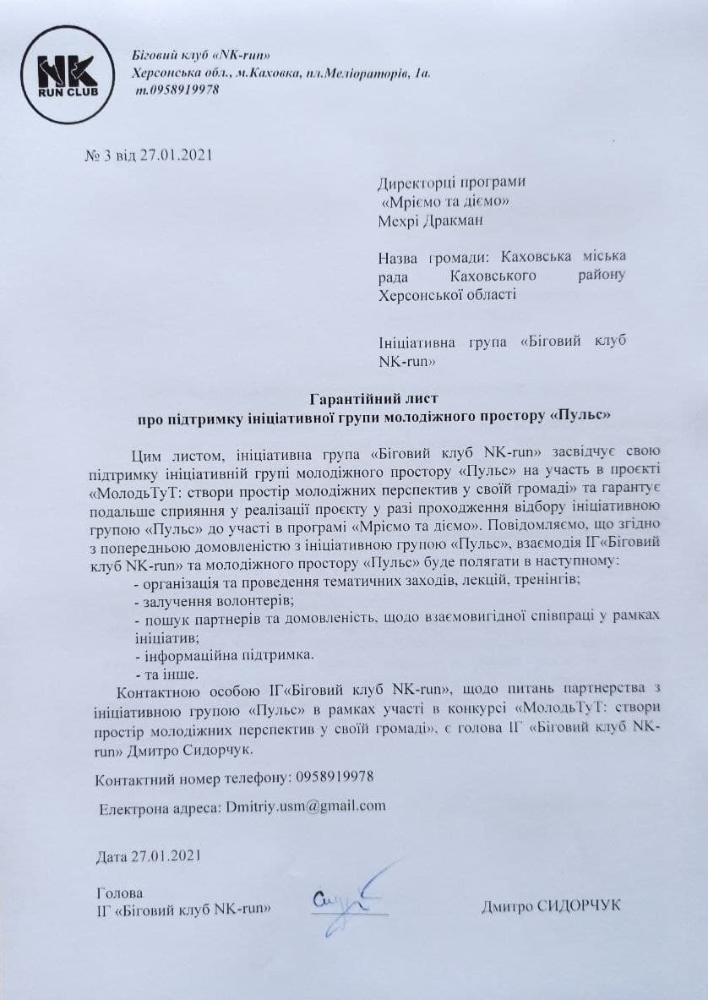 NK
RUN CLUB
Біговий клуб «NK-run»
Херсонська обл., м.Каховка, пл.Меліораторів, 1а.
т.0958919978
№ 3 від 27.01.2021
Директорці програми
«Мріємо та діємо»
Мехрі Дракман
Назва громади: Каховська міська
рада Каховського району
Херсонської області
Ініціативна група «Біговий клуб
NK-run»
Гарантійний лист
про підтримку ініціативної групи молодіжного простору «Пульс»
Цим листом, ініціативна група «Біговий клуб NK-run» засвідчує свою
підтримку ініціативній групі молодіжного простору «Пульс» на участь в проєкті
«МолодьТуТ: створи простір молодіжних перспектив у своїй громаді» та гарантує
подальше сприяння у реалізації проєкту у разі проходження відбору ініціативною
групою «Пульс» до участі в програмі «Мріємо та діємо». Повідомляємо, що згідно
з попередньою домовленістю з ініціативною групою «Пульс», взаємодія ІГ«Біговий
клуб NK-run» та молодіжного простору «Пульс» буде полягати в наступному:
- організація та проведення тематичних заходів, лекцій, тренінгів;
- залучення волонтерів;
- пошук партнерів та домовленість, щодо взаємовигідної співпраці у рамках
ініціатив;
- інформаційна підтримка.
- та інше.
Контактною особою ІГ«Біговий клуб NK-run», щодо питань партнерства з
ініціативною групою «Пульс» в рамках участі в конкурсі «МолодьТуТ: створи
простір молодіжних перспектив у своїй громаді», є голова ІГ «Біговий клуб NK-
run» Дмитро Сидорчук.
Контактний номер телефону: 0958919978
Електрона адреса: Dmitriy.usm@gmail.com
Дата 27.01.2021
Голова
ІГ «Біговий клуб NK-run»
Дмитро СИДОРЧУК